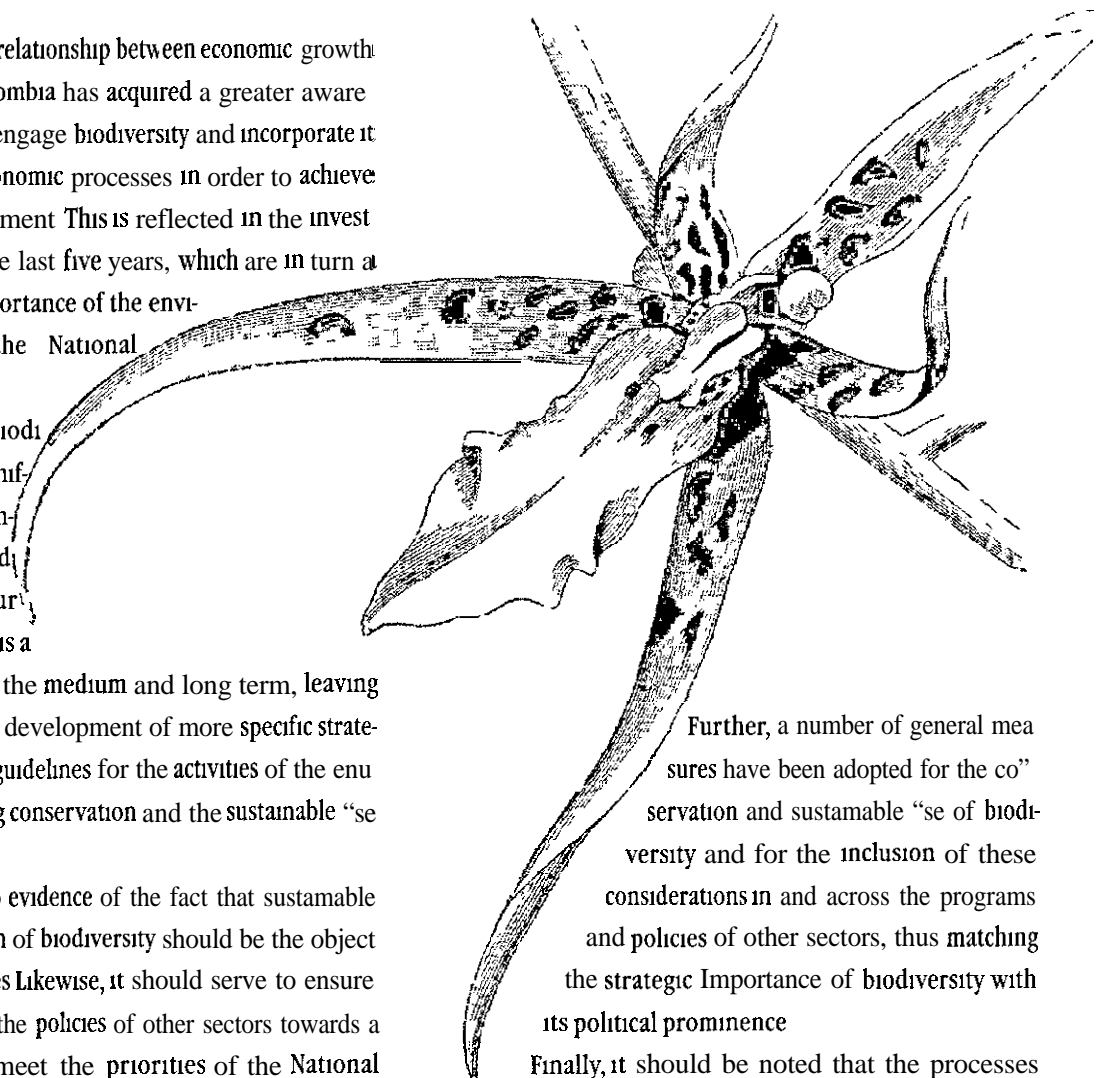 relationship between economic growth
ombia has acquired a greater aware
engage biodiversity and incorporate it
nomic processes in order to achieve
ment This is reflected in the invest
e last five years, which are in turn a
ortance of the envi-
he National
iodi
nif-
n-
d
ur
is a
the medium and long term, leaving
development of more specific strate-
guidelines for the activities of the enu
g conservation and the sustainable “se
evidence of the fact that sustamable
n of biodiversity should be the object
es Likewise, it should serve to ensure
the policies of other sectors towards a
meet the priorities of the National
Further, a number of general mea
sures have been adopted for the co”
servation and sustamable “se of biodi-
versity and for the inclusion of these
considerations in and across the programs
and policies of other sectors, thus matching
the strategic Importance of biodiversity with
its political prominence
Finally, it should be noted that the processes